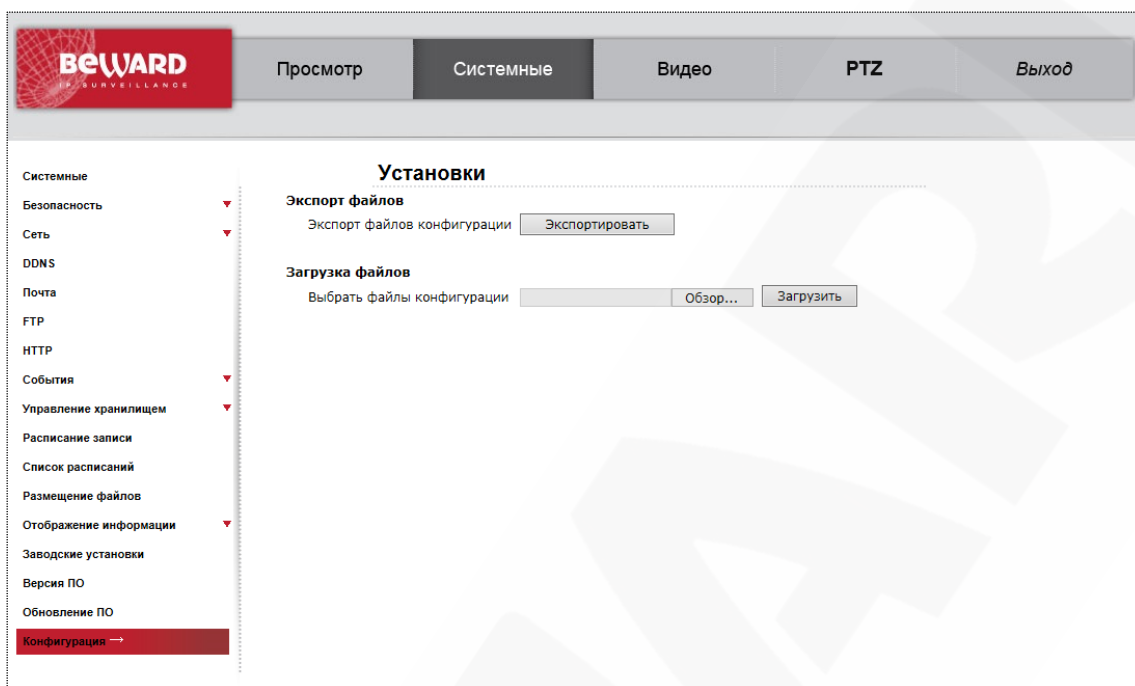 BEWARD
IP SURVEILLANCE
Просмотр
Системные
Видео
PTZ
Выход
Системные
Безопасность
Сеть
DDNS
Почта
FTP
HTTP
События
Управление хранилищем
Расписание записи
Список расписаний
Размещение файлов
Отображение информации
Заводские установки
Версия ПО
Обновление ПО
Конфигурация →
Установки
Экспорт файлов
Экспорт файлов конфигурации Экспортировать
Загрузка файлов
Выбрать файлы конфигурации Обзор... Загрузить